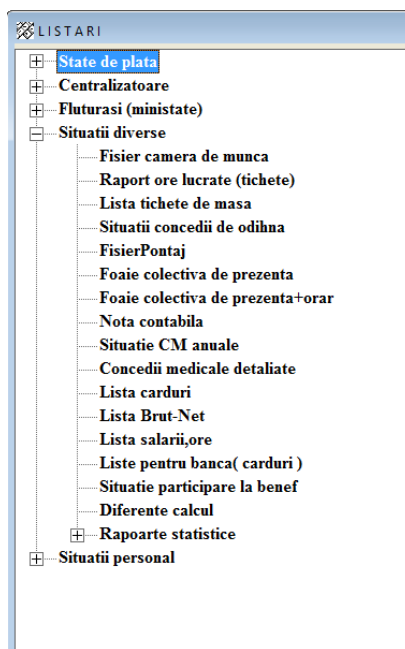 LISTARI
State de plata
Centralizatoare
Fluturasi (ministate)
Situatii diverse
Fisier camera de munca
Raport ore lucrate (tichete)
Lista tichete de masa
Situatii concedii de odihna
FisierPontaj
Foaie colectiva de prezenta
Foaie colectiva de prezenta+orar
Nota contabila
Situatie CM anuale
Concedii medicale detaliate
Lista carduri
Lista Brut-Net
Lista salarii,ore
Liste pentru banca( carduri )
Situatie participare la benef
Diferente calcul
Rapoarte statistice
Situatii personal